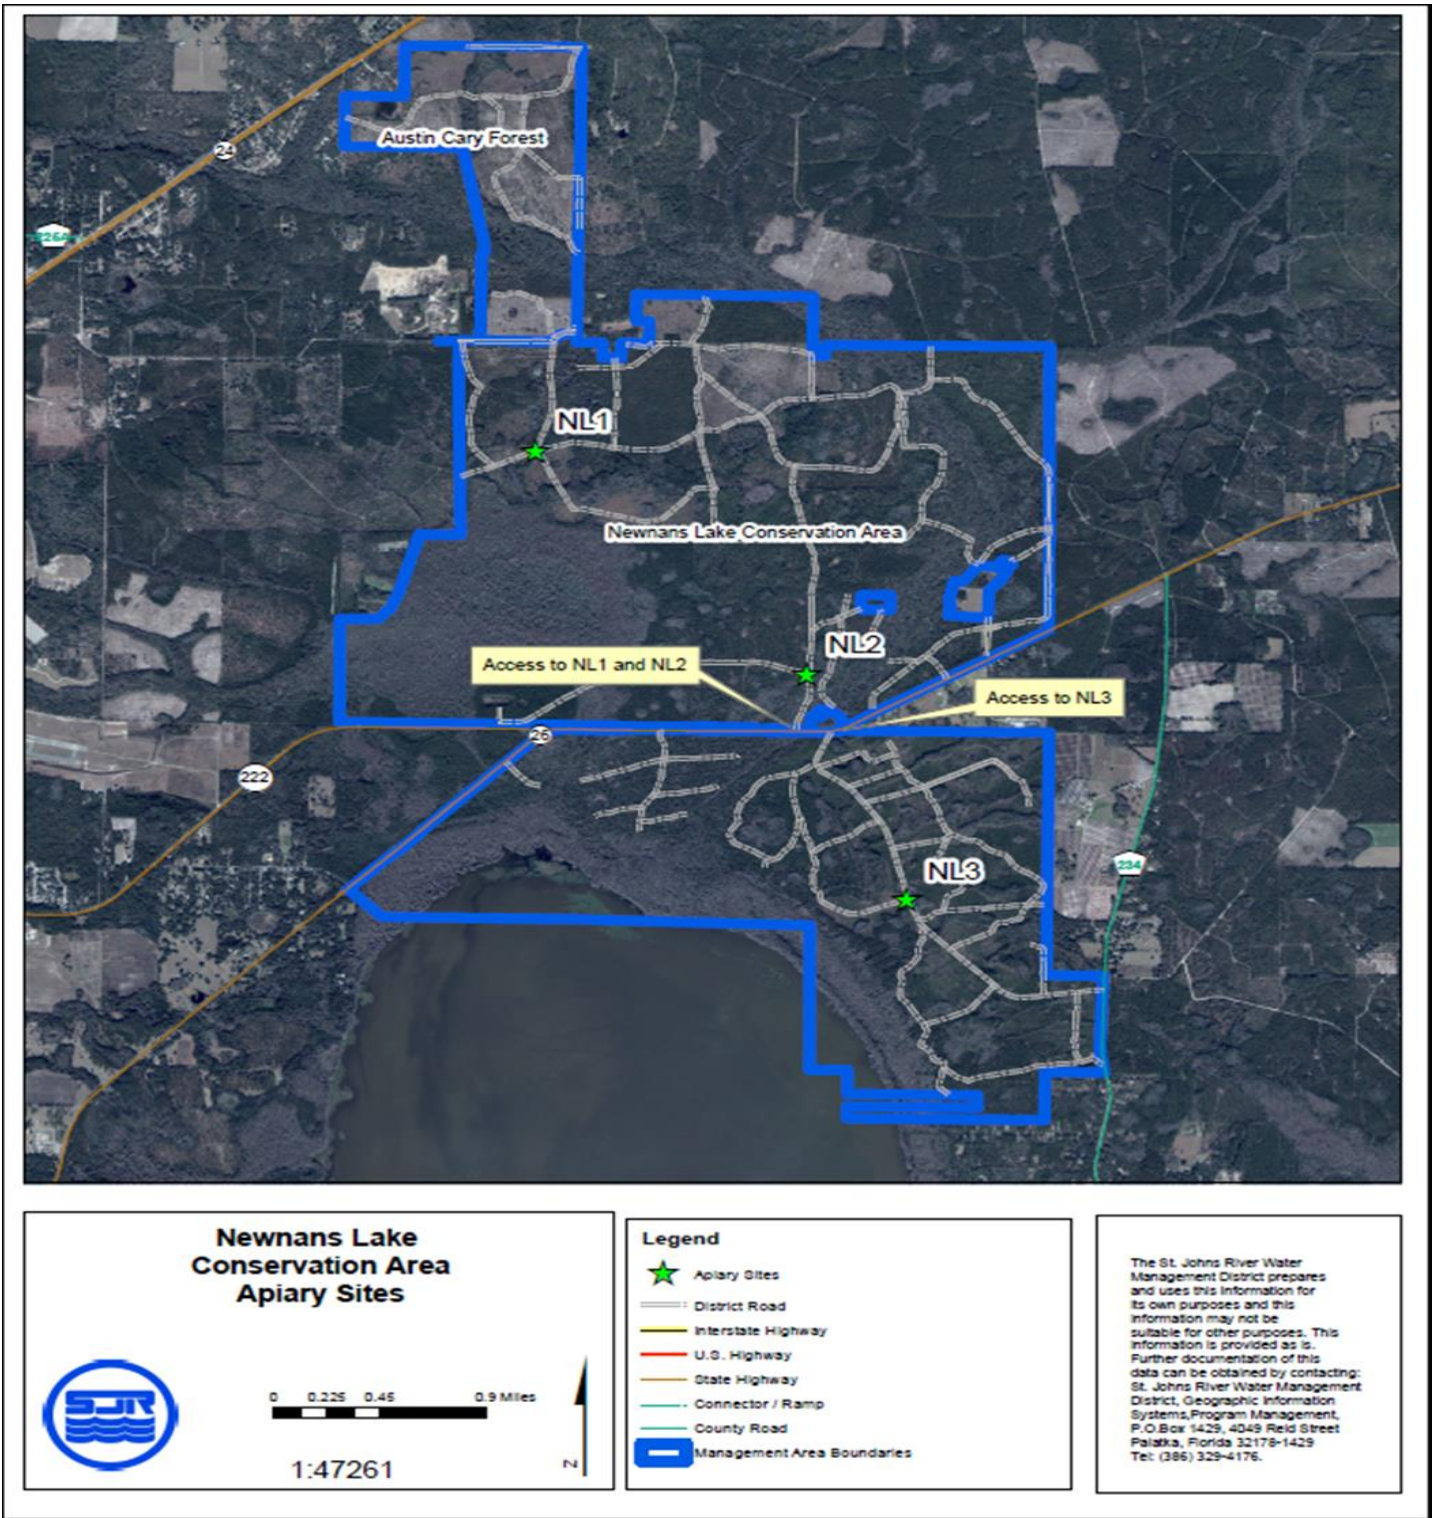 Austin Cary Forest
24
225A
NL1
Newnans Lake Conservation Area
NL2
Access to NL1 and NL2
Access to NL3
26
222
234
NL3
Newnans Lake
Conservation Area
Apiary Sites
SJR
0 0.225 0.45 0.9 Miles
1:47261
N
Legend
Apiary Sites
District Road
Interstate Highway
U.S. Highway
State Highway
Connector / Ramp
County Road
Management Area Boundaries
The St. Johns River Water
Management District prepares
and uses this information for
its own purposes and this
information may not be
suitable for other purposes. This
information is provided as is.
Further documentation of this
data can be obtained by contacting:
St. Johns River Water Management
District, Geographic Information
Systems,Program Management,
P.O.Box 1429, 4049 Reid Street
Palatka, Florida 32178-1429
Tel: (386) 329-4176.